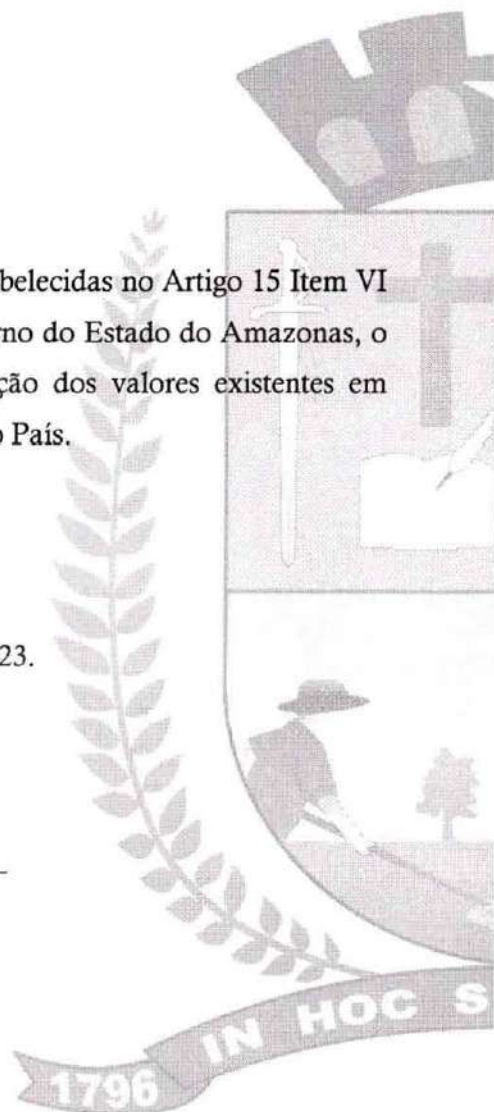 belecidas no Artigo 15 Item VI
rno do Estado do Amazonas, o
ção dos valores existentes em
o País.
23.
1796
IN HOC S